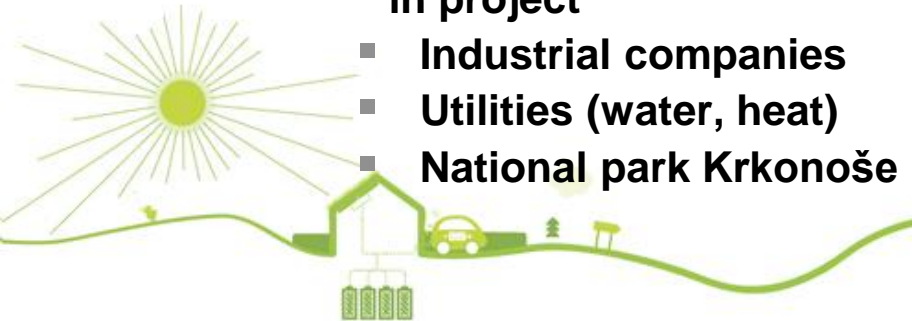 in project
Industrial companies
Utilities (water, heat)
National park Krkonoše